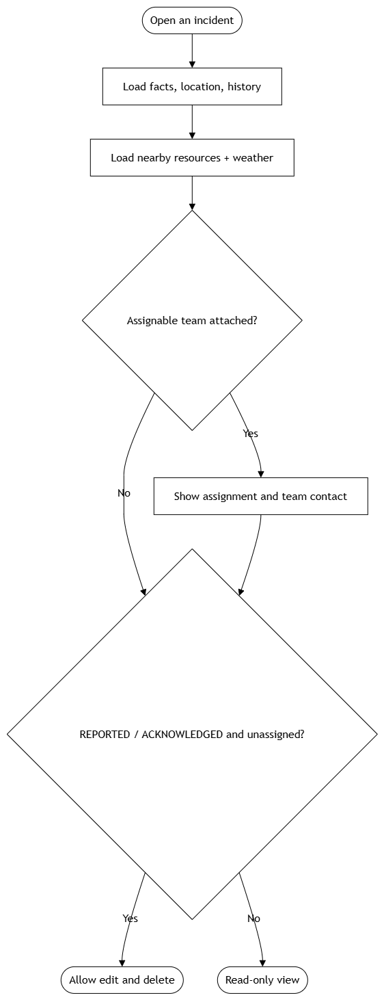 Open an incident
Load facts, location, history
Load nearby resources + weather
Assignable team attached?
Yes
No
Show assignment and team contact
REPORTED / ACKNOWLEDGED and unassigned?
Yes
No
Allow edit and delete
Read-only view